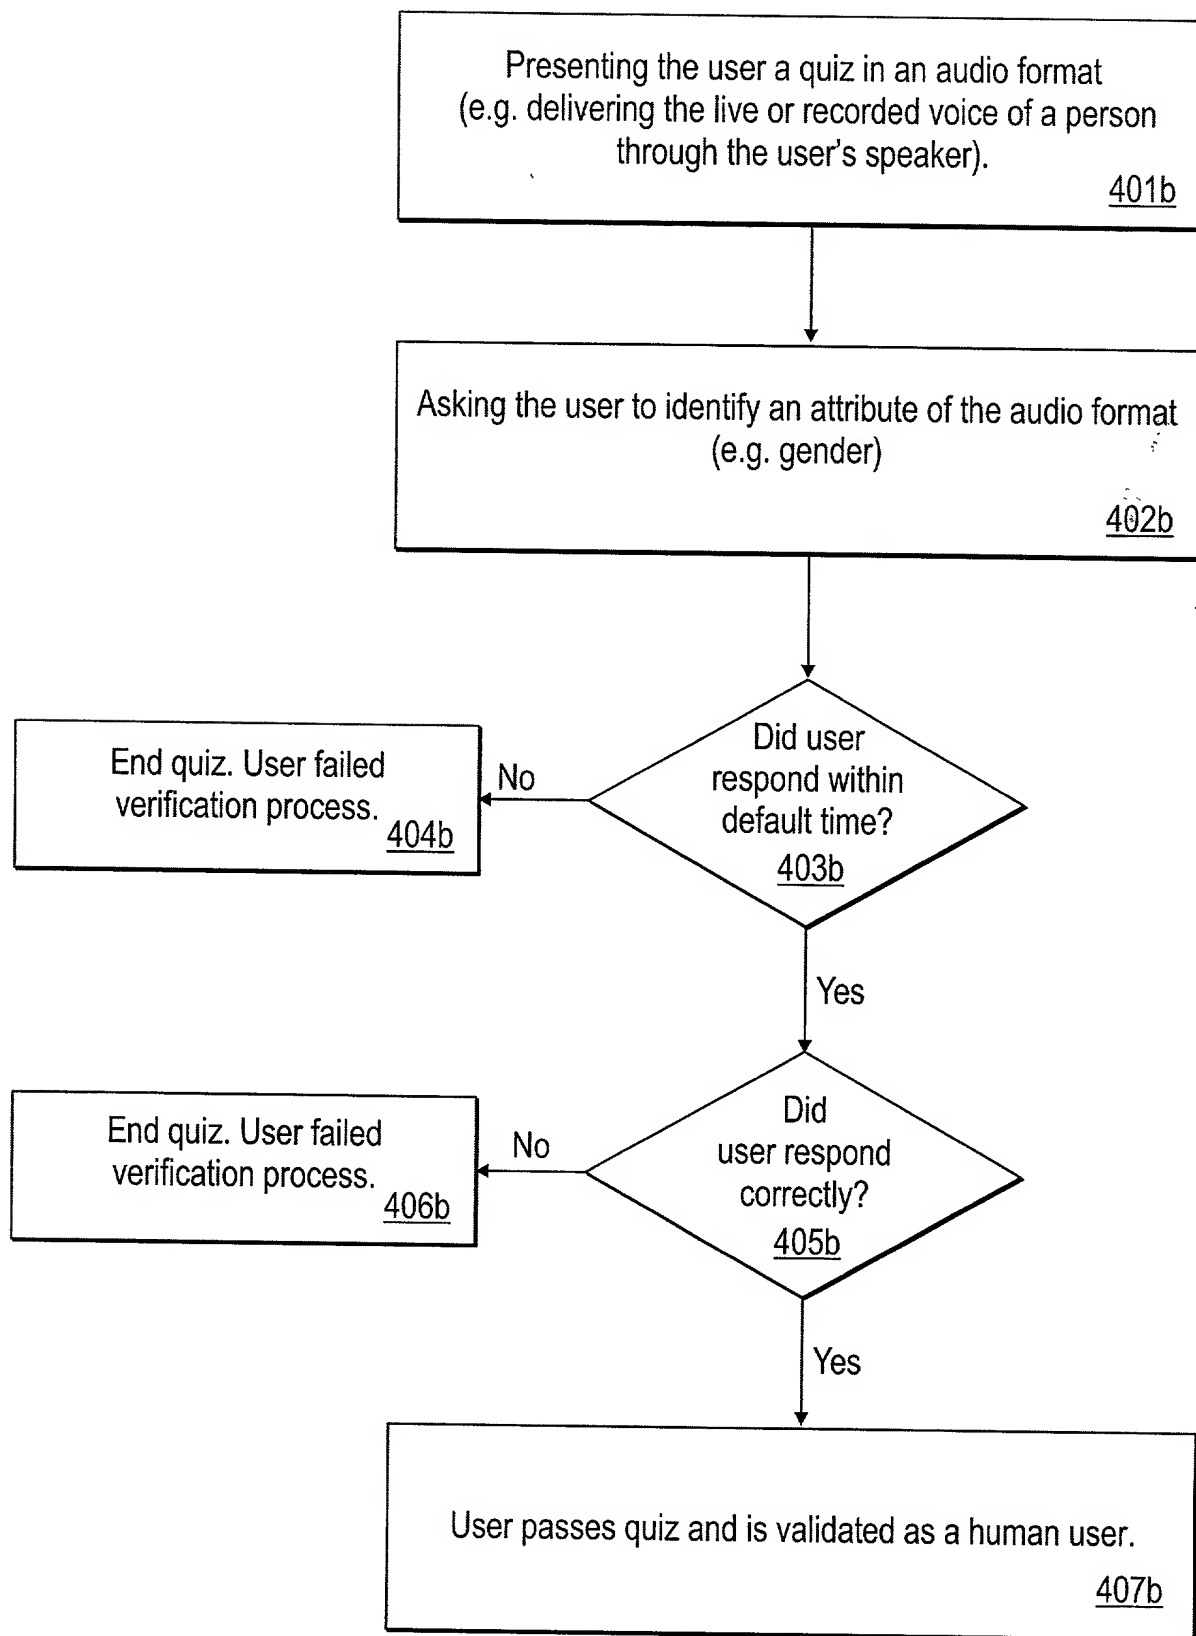 Presenting the user a quiz in an audio format
(e.g. delivering the live or recorded voice of a person
through the user's speaker).
401b
Asking the user to identify an attribute of the audio format
(e.g. gender)
402b
Did user
respond within
default time?
403b
No
End quiz. User failed
verification process.
404b
Yes
Did
user respond
correctly?
405b
No
End quiz. User failed
verification process.
406b
Yes
User passes quiz and is validated as a human user.
407b